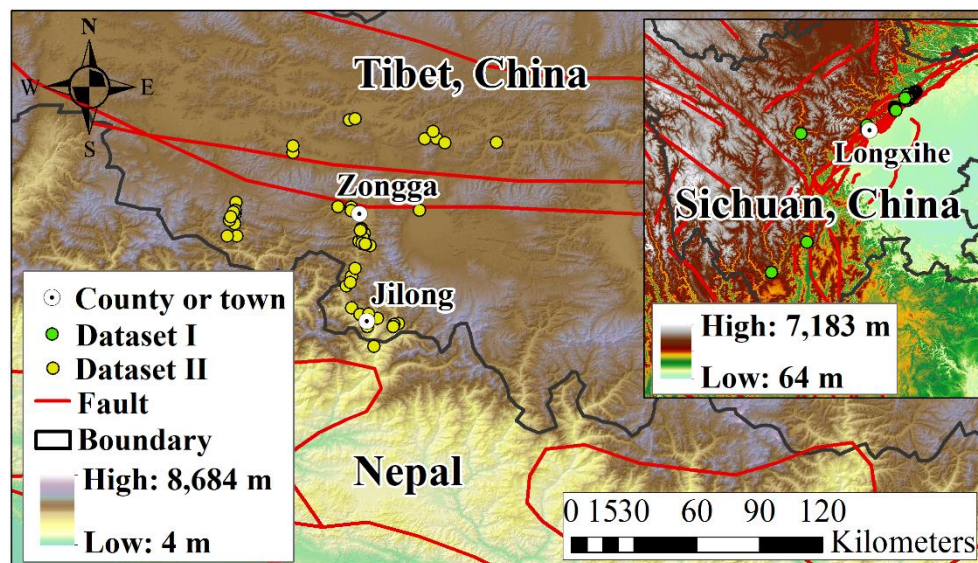 N
W E
S
Tibet, China
Zongga
Jilong
Nepal
County or town
Dataset I
Dataset II
Fault
Boundary
High: 8,684 m
Low: 4 m
Longxihe
Sichuan, China
High: 7,183 m
Low: 64 m
0 1530 60 90 120
Kilometers